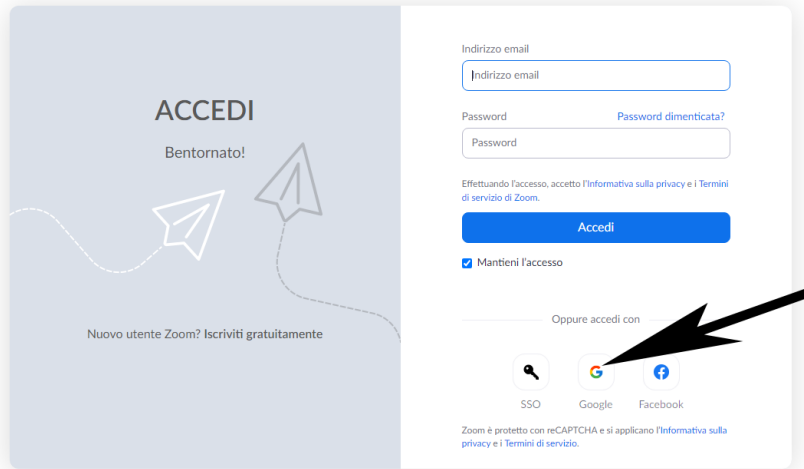 ACCEDI
Bentornato!
Nuovo utente Zoom? Iscriviti gratuitamente
Indirizzo email
Indirizzo email
Password Password dimenticata?
Password
Effettuando l'accesso, accetto l'Informativa sulla privacy e i Termini
di servizio di Zoom.
Accedi
Mantieni l'accesso
Oppure accedi con
SSO Google Facebook
Zoom è protetto con reCAPTCHA e si applicano l'Informativa sulla
privacy e i Termini di servizio.